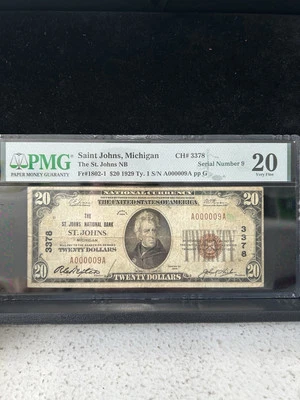 PMG
PAPER MONEY GUARANTY
Saint Johns, Michigan CH# 3378
The St. Johns NB Serial Number 9
Fr#1802-1 $20 1929 Ty. 1 S/N A000009A pp G
20
Very Fine
NATIONAL CURRENCY
THE UNITED STATES OF AMERICA
20 20
THE
ST. JOHNS NATIONAL BANK
ST. JOHNS
MICHIGAN
TWENTY DOLLARS
A000009A
A000009A
3378
3378
20 TWENTY DOLLARS 20